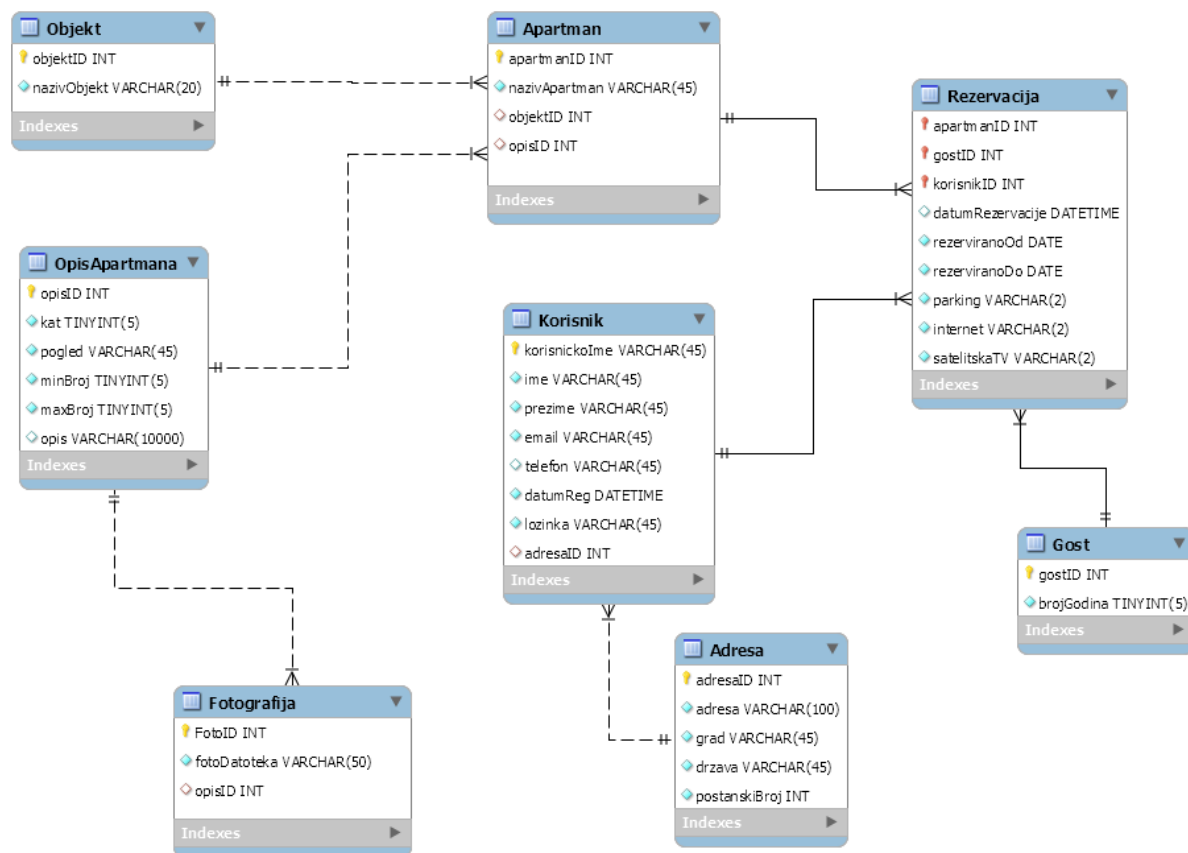 Objekt
objektID INT
nazivObjekt VARCHAR(20)
Indexes
Apartman
apartmanID INT
nazivApartman VARCHAR(45)
objektID INT
opisID INT
Indexes
Rezervacija
apartmanID INT
gostID INT
korisnikID INT
datumRezervacije DATETIME
rezerviranoOd DATE
rezerviranoDo DATE
parking VARCHAR(2)
internet VARCHAR(2)
satelitskaTV VARCHAR(2)
Indexes
OpisApartmana
opisID INT
kat TINYINT(5)
pogled VARCHAR(45)
minBroj TINYINT(5)
maxBroj TINYINT(5)
opis VARCHAR(10000)
Indexes
Korisnik
korisnickoIme VARCHAR(45)
ime VARCHAR(45)
prezime VARCHAR(45)
email VARCHAR(45)
telefon VARCHAR(45)
datumReg DATETIME
lozinka VARCHAR(45)
adresaID INT
Indexes
Gost
gostID INT
brojGodina TINYINT(5)
Indexes
Adresa
adresaID INT
adresa VARCHAR(100)
grad VARCHAR(45)
drzava VARCHAR(45)
postanskiBroj INT
Indexes
Fotografija
FotoID INT
fotoDatoteka VARCHAR(50)
opisID INT
Indexes